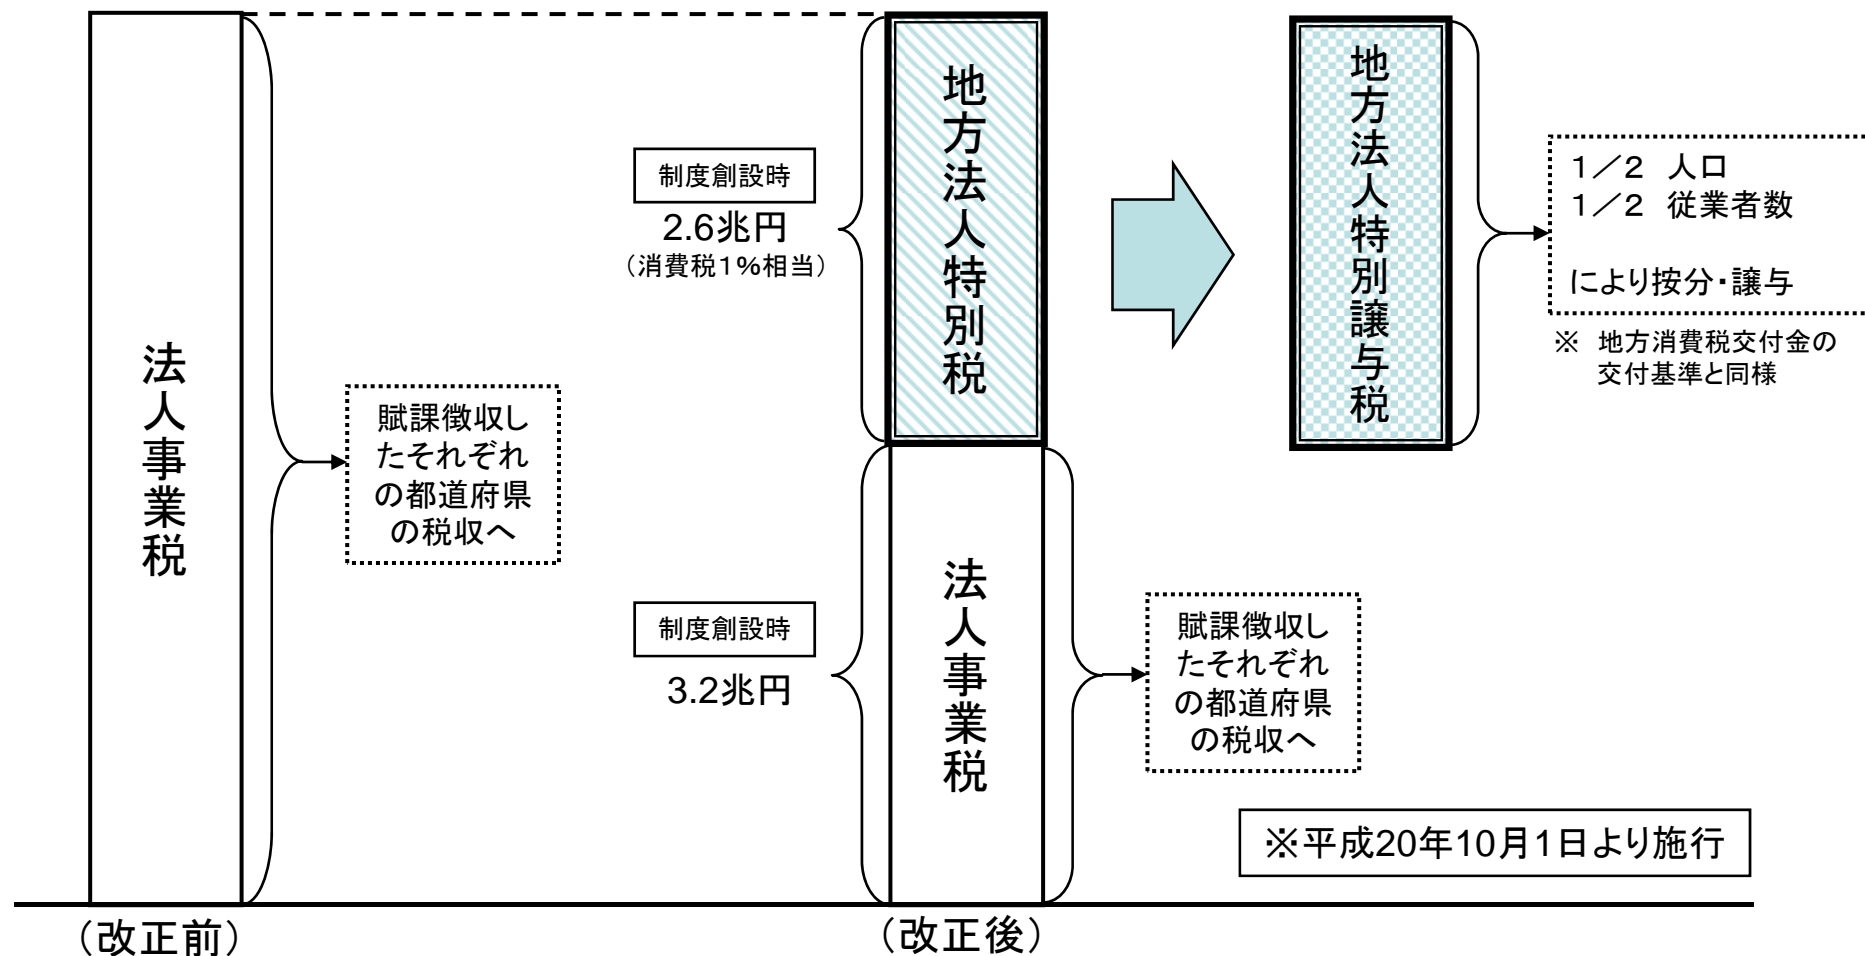 法人事業税
賦課徴収し
たそれぞれ
の都道府県
の税収へ
（改正前）
制度創設時
2.6兆円
（消費税１％相当）
地方法人特別税
制度創設時
3.2兆円
法人事業税
賦課徴収し
たそれぞれ
の都道府県
の税収へ
（改正後）
地方法人特別譲与税
１／２　人口
１／２　従業者数
により按分・譲与
※　地方消費税交付金の
交付基準と同様
※平成20年10月1日より施行